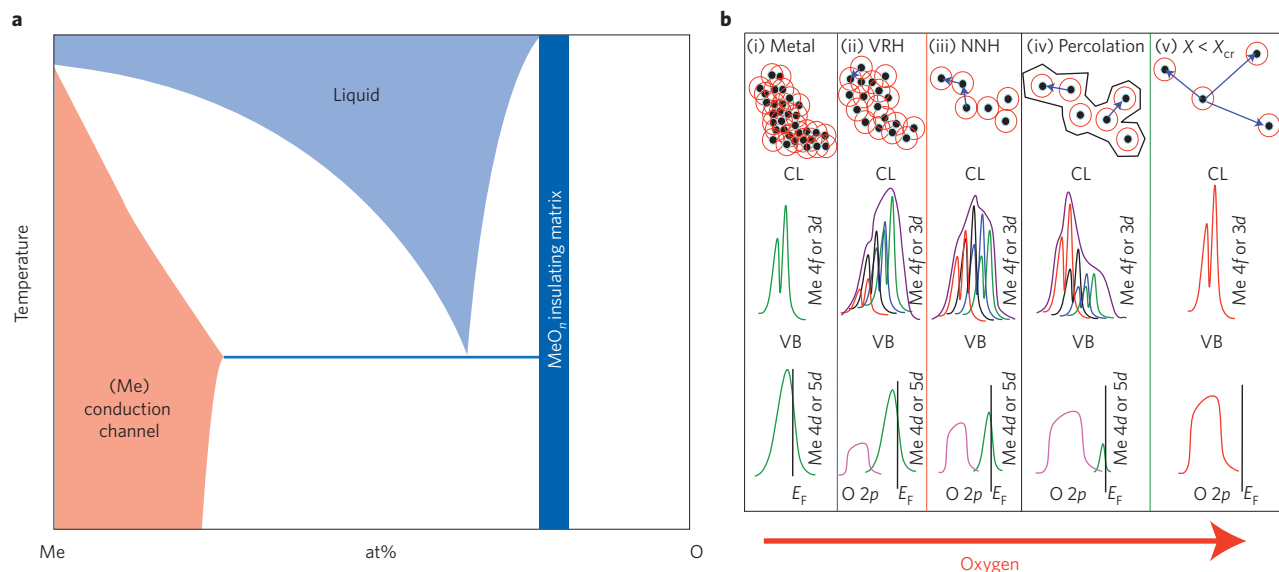 a
Liquid
MeOn insulating matrix
(Me)
conduction
channel
Temperature
Me
at%
O
b
(i) Metal
(ii) VRH
(iii) NNH
(iv) Percolation
(v) X < Xcr
CL
CL
CL
CL
CL
Me 4f or 3d
Me 4f or 3d
Me 4f or 3d
Me 4f or 3d
Me 4f or 3d
VB
VB
VB
VB
VB
Me 4d or 5d
Me 4d or 5d
Me 4d or 5d
Me 4d or 5d
EF
O 2p
EF
O 2p
EF
O 2p
EF
O 2p
EF
Oxygen